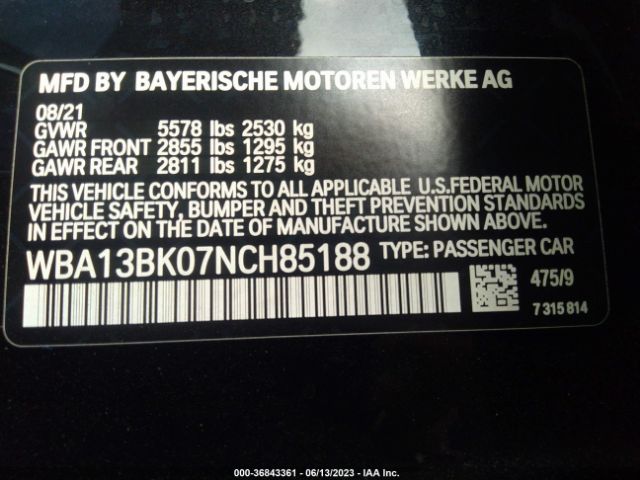 MFD BY BAYERISCHE MOTOREN WERKE AG
08/21
GVWR 5578 lbs 2530 kg
GAWR FRONT 2855 lbs 1295 kg
GAWR REAR 2811 lbs 1275 kg
THIS VEHICLE CONFORMS TO ALL APPLICABLE U.S.FEDERAL MOTOR
VEHICLE SAFETY, BUMPER AND THEFT PREVENTION STANDARDS
IN EFFECT ON THE DATE OF MANUFACTURE SHOWN ABOVE.
WBA13BK07NCH85188 TYPE: PASSENGER CAR
475/9
7 315 814
000-36843361 - 06/13/2023 - IAA Inc.